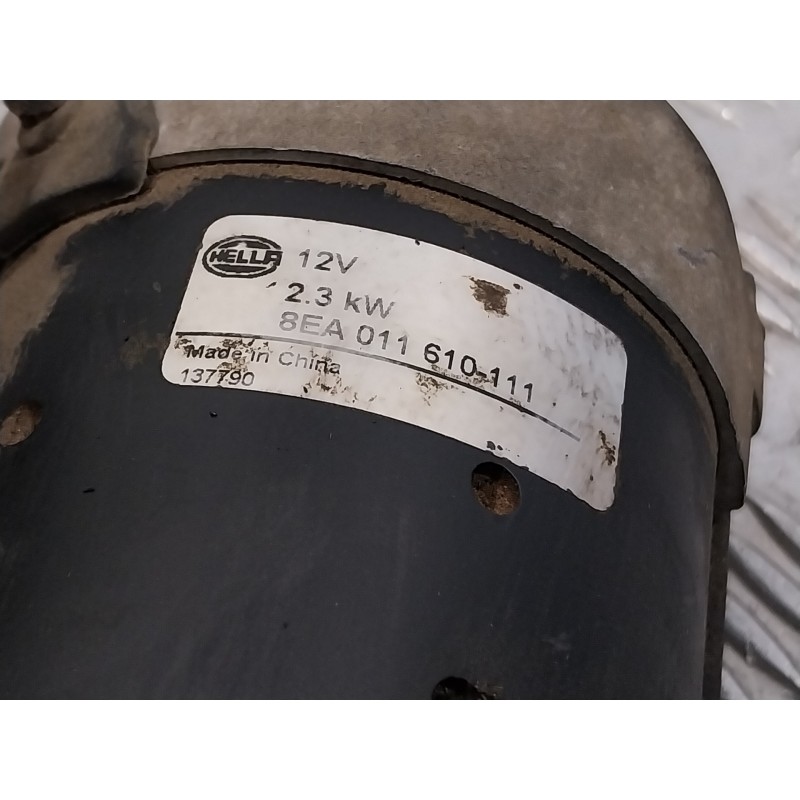 HELLA 12V
2.3 kW
8EA 011 610-111
Made in China
137790